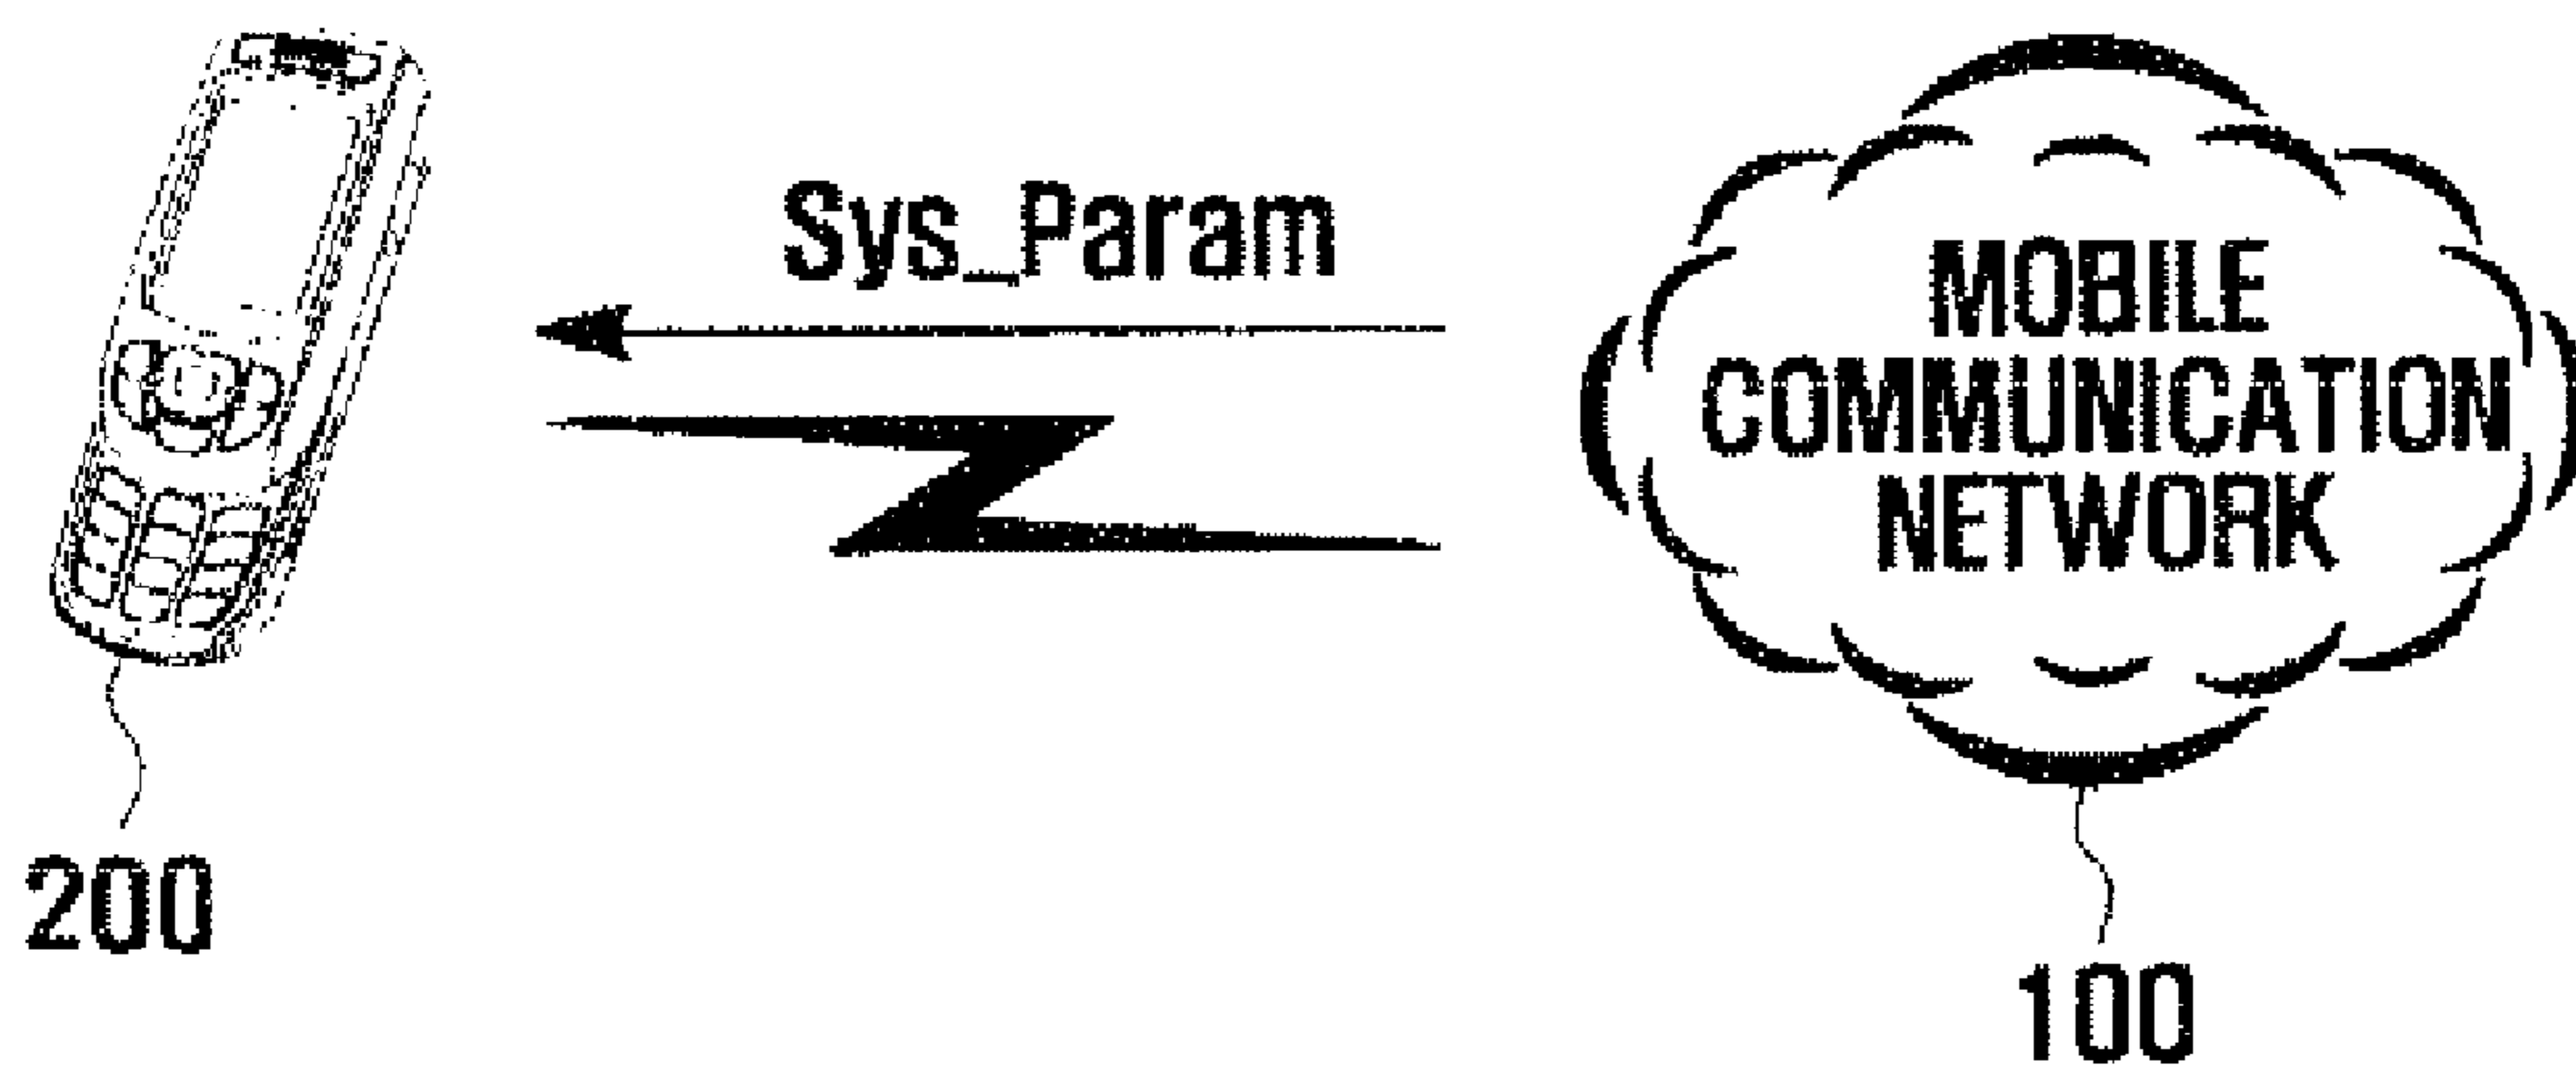 Sys_Param
MOBILE
COMMUNICATION
NETWORK
200
100